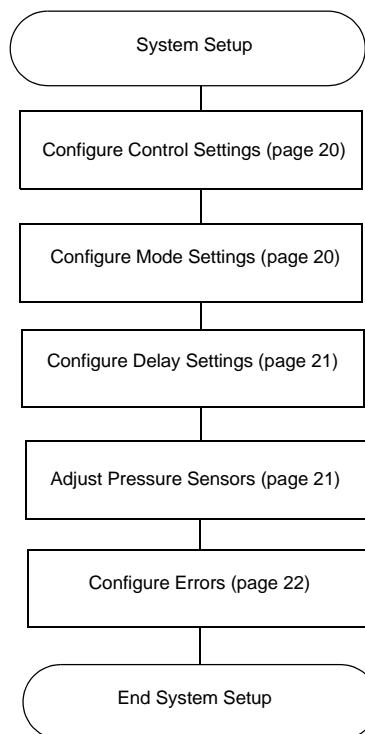 System Setup
Configure Control Settings (page 20)
Configure Mode Settings (page 20)
Configure Delay Settings (page 21)
Adjust Pressure Sensors (page 21)
Configure Errors (page 22)
End System Setup